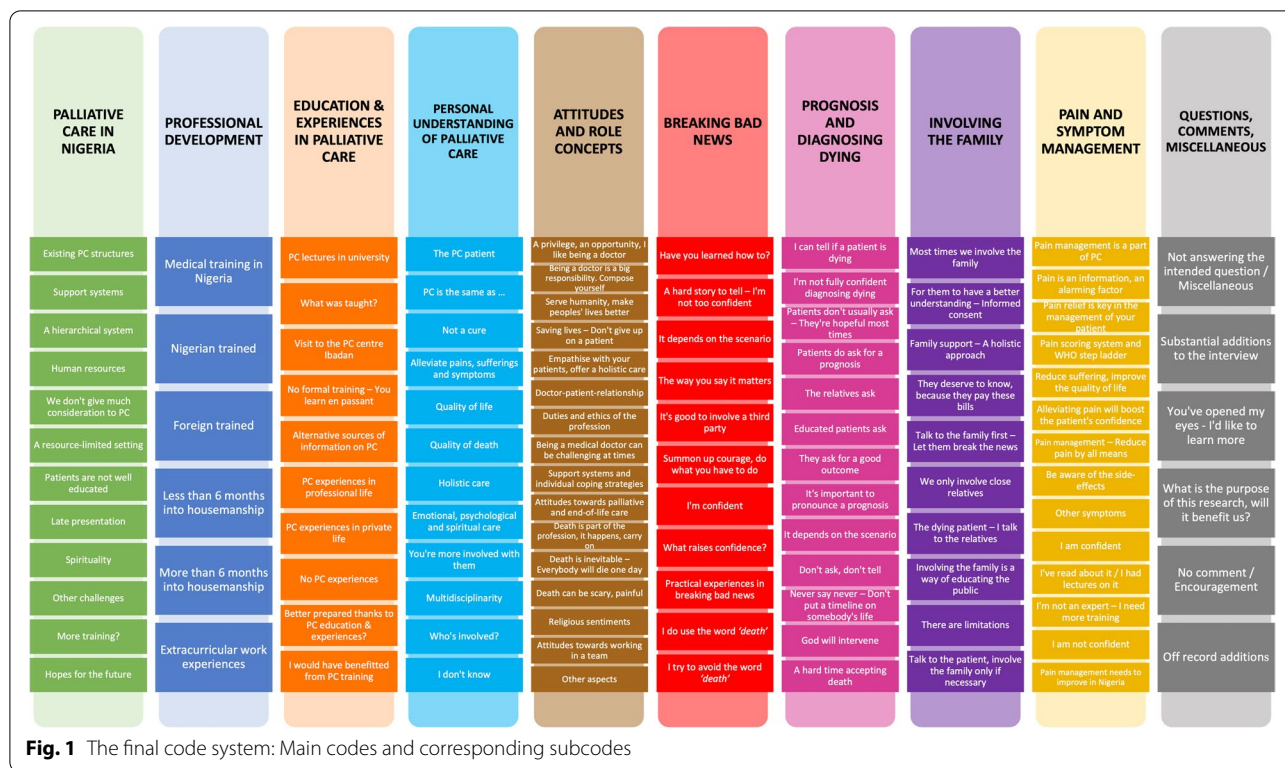 PALLIATIVE
CARE IN
NIGERIA
Existing PC structures
Support systems
A hierarchical system
Human resources
We don't give much
consideration to PC
A resource-limited setting
Patients are not well
educated
Late presentation
Spirituality
Other challenges
More training?
Hopes for the future
PROFESSIONAL
DEVELOPMENT
Medical training in
Nigeria
Nigerian trained
Foreign trained
Less than 6 months
into housemanship
More than 6 months
into housemanship
Extracurricular work
experiences
EDUCATION &
EXPERIENCES
IN PALLIATIVE
CARE
PC lectures in university
What was taught?
Visit to the PC centre
Ibadan
No formal training – You
learn en passant
Alternative sources of
information on PC
PC experiences in
professional life
PC experiences in private
life
No PC experiences
Better prepared thanks to
PC education &
experiences?
I would have benefitted
from PC training
PERSONAL
UNDERSTANDING
OF PALLIATIVE
CARE
The PC patient
PC is the same as ...
Not a cure
Alleviate pains, sufferings
and symptoms
Quality of life
Quality of death
Holistic care
Emotional, psychological
and spiritual care
You're more involved with
them
Multidisciplinarity
Who's involved?
I don't know
ATTITUDES
AND ROLE
CONCEPTS
A privilege, an opportunity, I
like being a doctor
Being a doctor is a big
responsibility. Compose
yourself
Serve humanity, make
peoples' lives better
Saving lives – Don't give up
on a patient
Empathise with your
patients, offer a holistic care
Doctor-patient-relationship
Duties and ethics of the
profession
Being a medical doctor can
be challenging at times
Support systems and
individual coping strategies
Attitudes towards palliative
and end-of-life care
Death is part of the
profession, it happens, carry
on
Death is inevitable –
Everybody will die one day
Death can be scary, painful
Religious sentiments
Attitudes towards working
in a team
Other aspects
BREAKING BAD
NEWS
Have you learned how to?
A hard story to tell – I'm
not too confident
It depends on the scenario
The way you say it matters
It's good to involve a third
party
Summon up courage, do
what you have to do
I'm confident
What raises confidence?
Practical experiences in
breaking bad news
I do use the word 'death'
I try to avoid the word
'death'
PROGNOSIS
AND
DIAGNOSING
DYING
I can tell if a patient is
dying
I'm not fully confident
diagnosing dying
Patients don't usually ask
– They're hopeful most
times
Patients do ask for a
prognosis
The relatives ask
Educated patients ask
They ask for a good
outcome
It's important to
pronounce a prognosis
It depends on the scenario
Don't ask, don't tell
Never say never – Don't
put a timeline on
somebody's life
God will intervene
A hard time accepting
death
INVOLVING
THE FAMILY
Most times we involve the
family
For them to have a better
understanding – Informed
consent
Family support – A holistic
approach
They deserve to know,
because they pay these
bills
Talk to the family first –
Let them break the news
We only involve close
relatives
The dying patient – I talk
to the relatives
Involving the family is a
way of educating the
public
There are limitations
Talk to the patient, involve
the family only if
necessary
PAIN AND
SYMPTOM
MANAGEMENT
Pain management is a part
of PC
Pain is an information, an
alarming factor
Pain relief is key in the
management of your
patient
Pain scoring system and
WHO step ladder
Reduce suffering, improve
the quality of life
Alleviating pain will boost
the patient's confidence
Pain management – Reduce
pain by all means
Be aware of the side-
effects
Other symptoms
I am confident
I've read about it / I had
lectures on it
I'm not an expert – I need
more training
I am not confident
Pain management needs to
improve in Nigeria
QUESTIONS,
COMMENTS,
MISCELLANEOUS
Not answering the
intended question /
Miscellaneous
Substantial additions
to the interview
You've opened my
eyes - I'd like to
learn more
What is the purpose
of this research, will
it benefit us?
No comment /
Encouragement
Off record additions
Fig. 1 The final code system: Main codes and corresponding subcodes